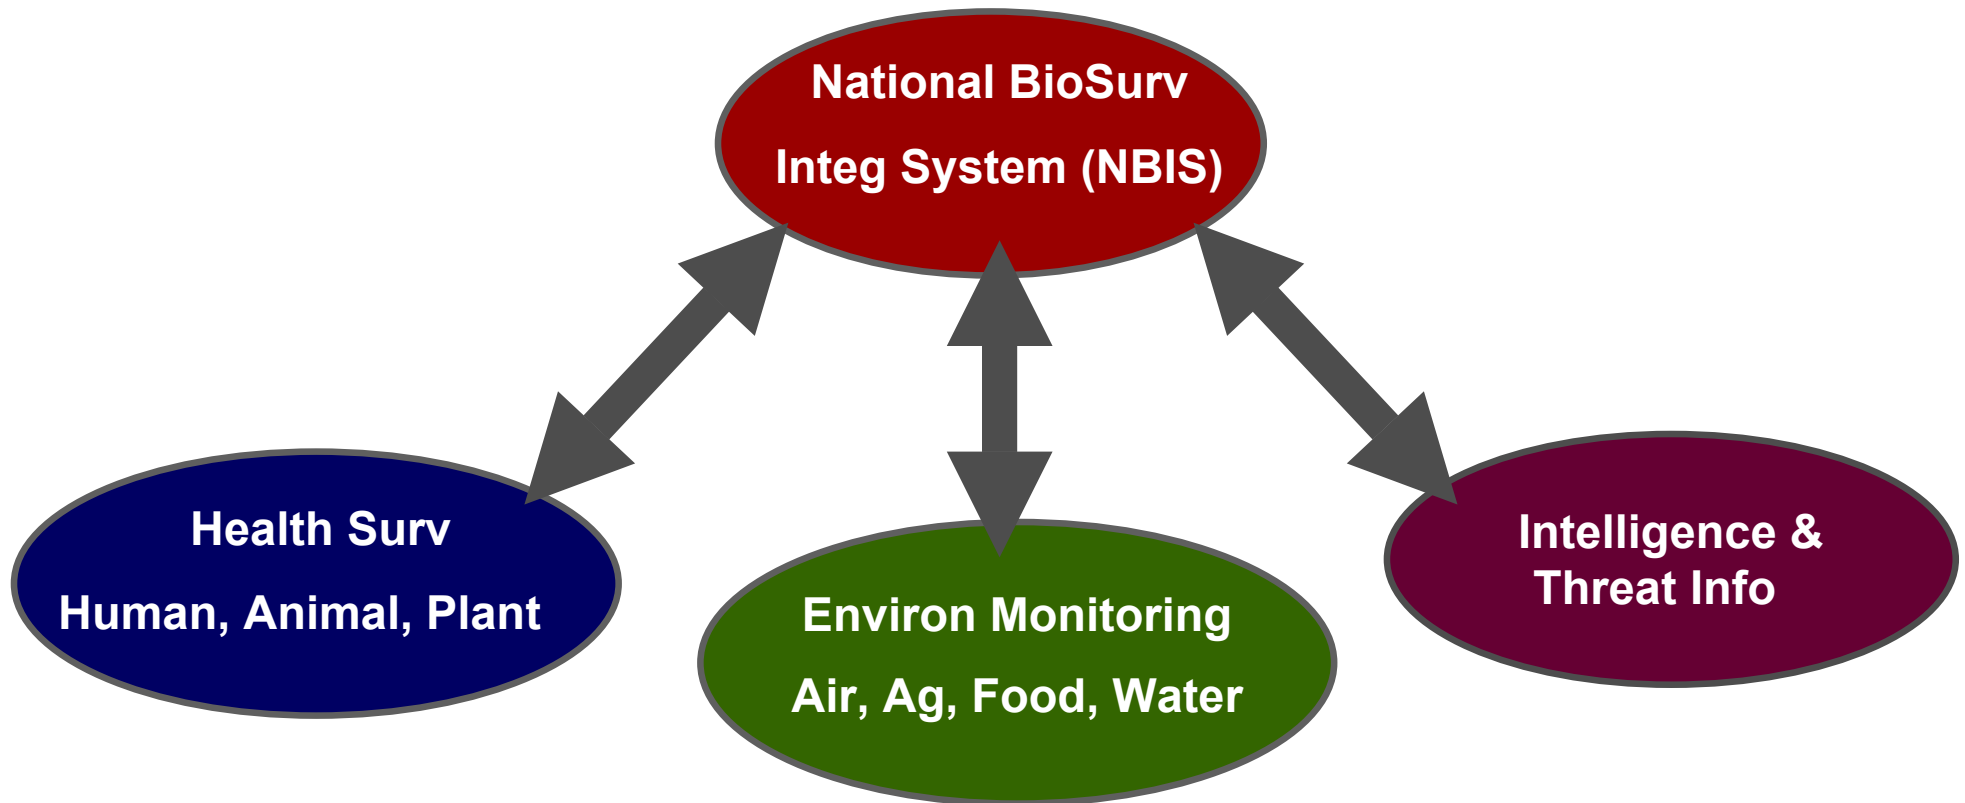 National BioSurv
Integ System (NBIS)
Health Surv
Human, Animal, Plant
Environ Monitoring
Air, Ag, Food, Water
Intelligence &
Threat Info